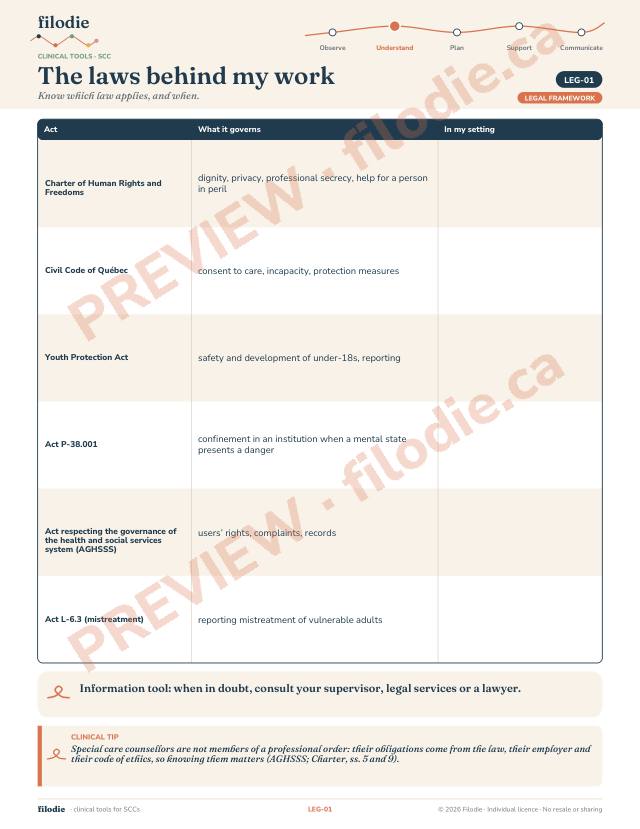 filodie
Observe Understand Plan Support Communicate
CLINICAL TOOLS · SCC
The laws behind my work
Know which law applies, and when.
LEG-01
LEGAL FRAMEWORK
Act What it governs In my setting
Charter of Human Rights and
Freedoms
dignity, privacy, professional secrecy, help for a person
in peril
Civil Code of Québec
consent to care, incapacity, protection measures
Youth Protection Act
safety and development of under-18s, reporting
Act P-38.001
confinement in an institution when a mental state
presents a danger
Act respecting the governance of
the health and social services
system (AGHSSS)
users' rights, complaints, records
Act L-6.3 (mistreatment)
reporting mistreatment of vulnerable adults
PREVIEW · filodie.ca
PREVIEW · filodie.ca
Information tool: when in doubt, consult your supervisor, legal services or a lawyer.
CLINICAL TIP
Special care counsellors are not members of a professional order: their obligations come from the law, their employer and
their code of ethics, so knowing them matters (AGHSSS; Charter, ss. 5 and 9).
filodie · clinical tools for SCCs
LEG-01
© 2026 Filodie · Individual licence · No resale or sharing